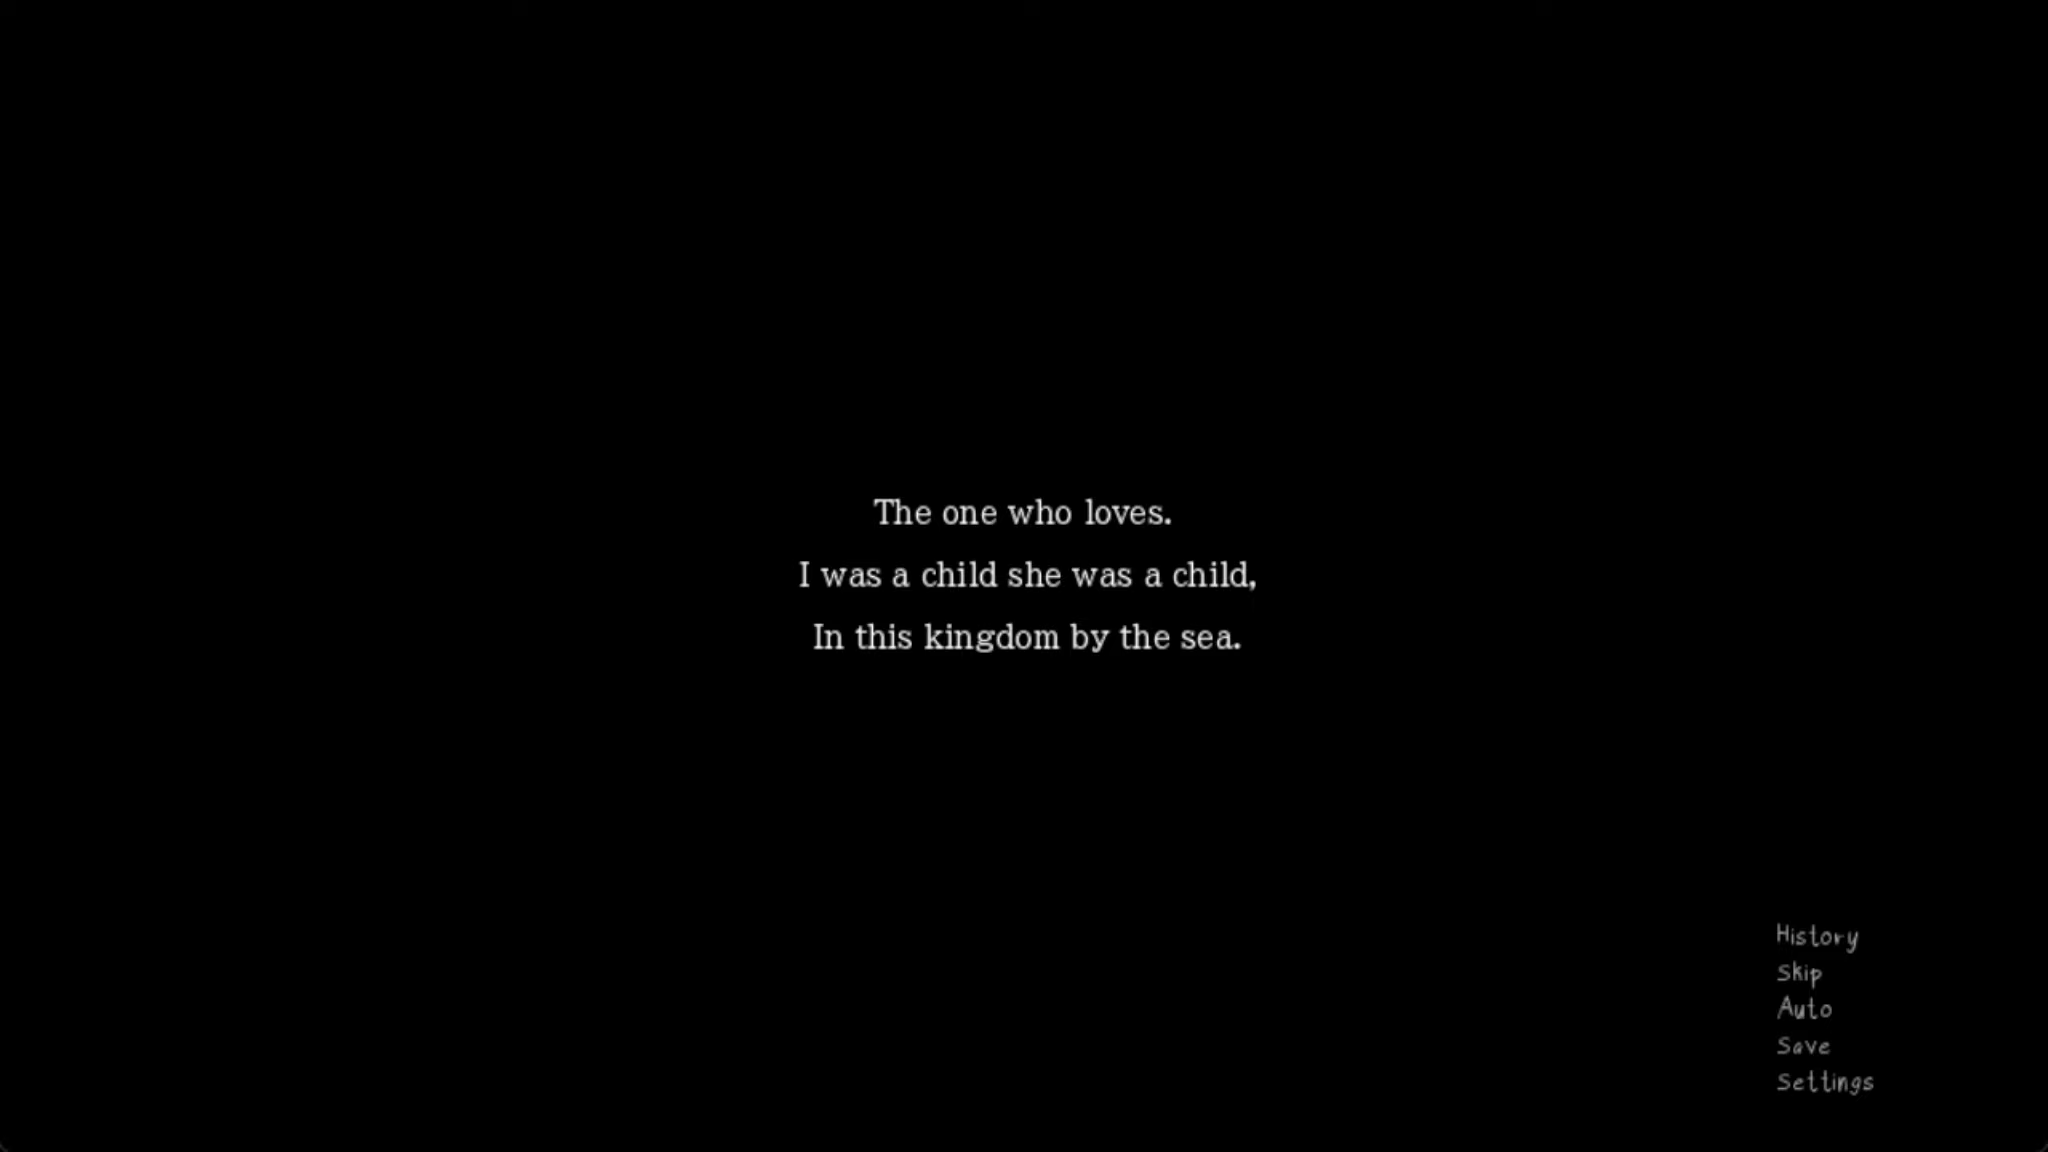 The one who loves.
I was a child she was a child,
In this kingdom by the sea.
History
Skip
Auto
Save
Settings